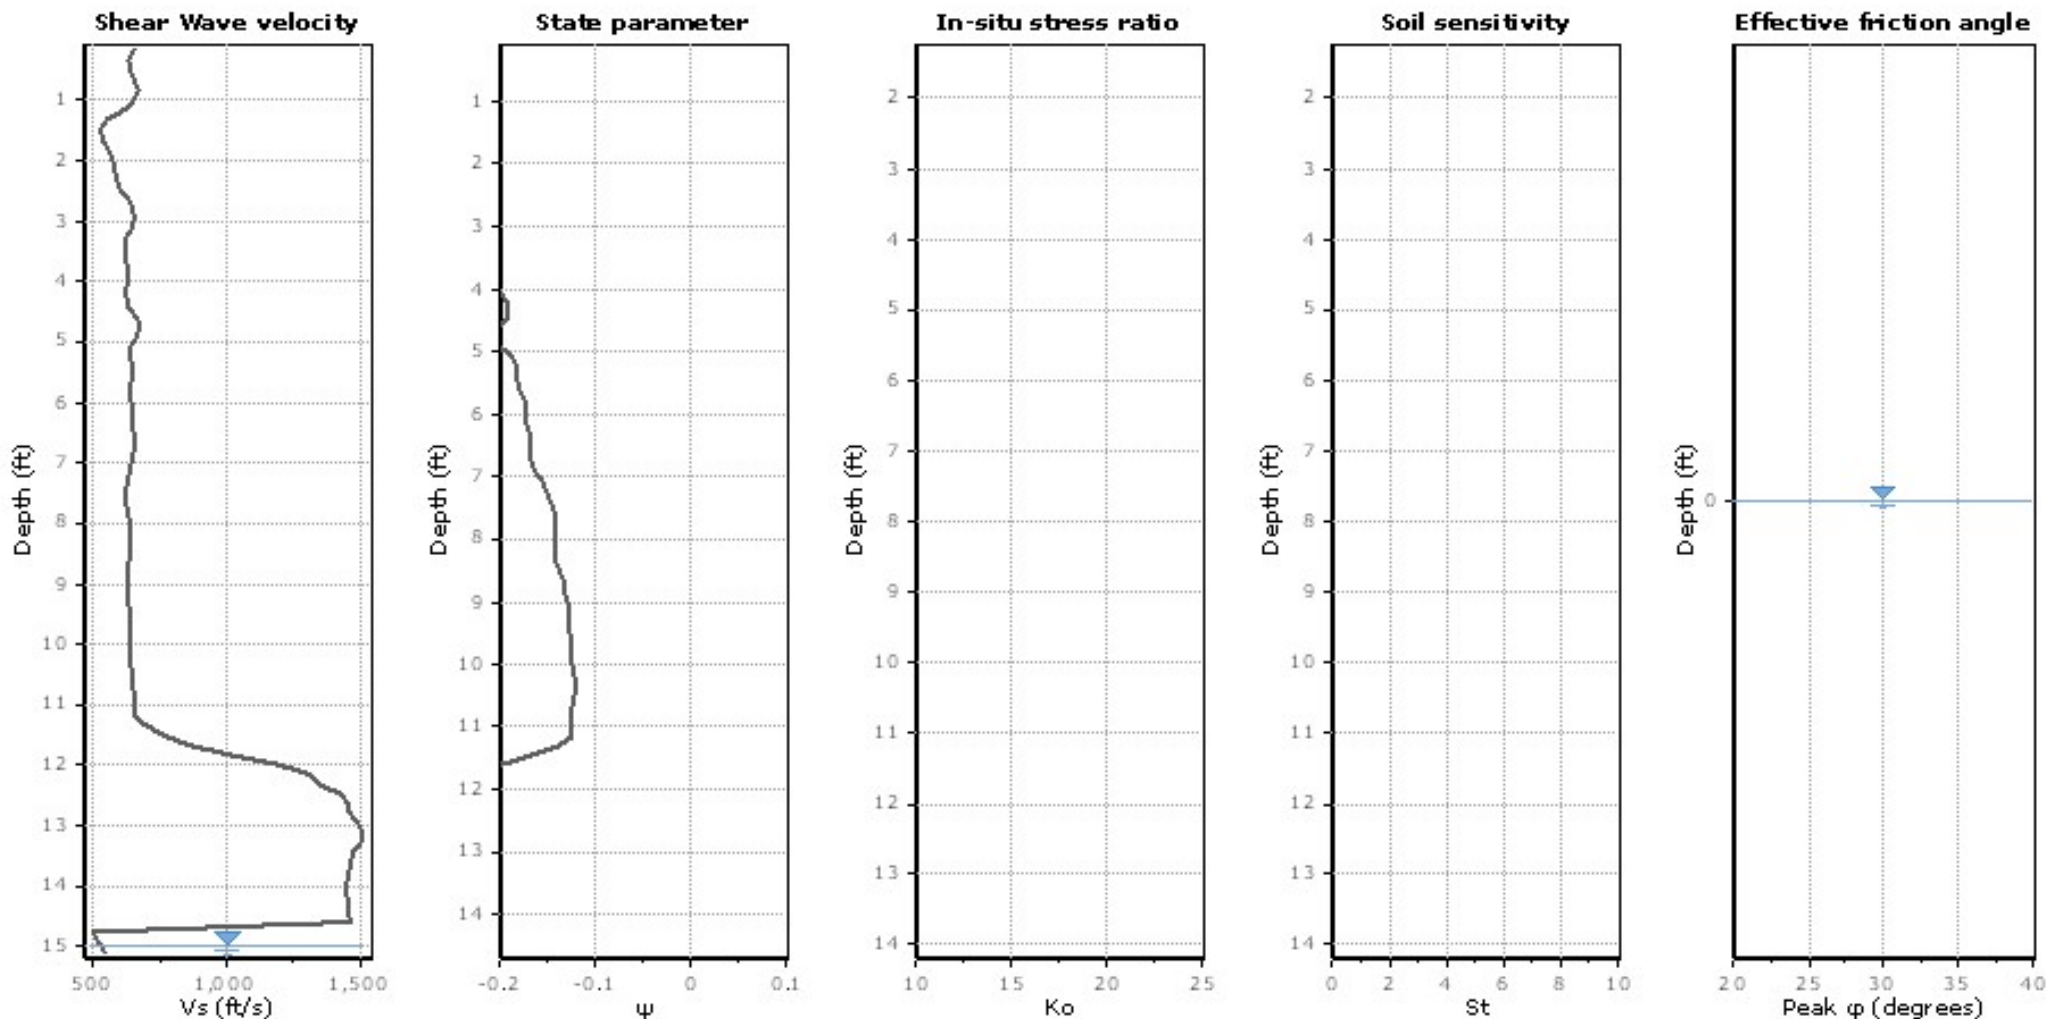 Shear Wave velocity
Depth (ft)
1
2
3
4
5
6
7
8
9
10
11
12
13
14
15
500 1,000 1,500
Vs (ft/s)
State parameter
Depth (ft)
1
2
3
4
5
6
7
8
9
10
11
12
13
14
-0.2 -0.1 0 0.1
ψ
In-situ stress ratio
Depth (ft)
2
3
4
5
6
7
8
9
10
11
12
13
14
10 15 20 25
Ko
Soil sensitivity
Depth (ft)
2
3
4
5
6
7
8
9
10
11
12
13
14
0 2 4 6 8 10
St
Effective friction angle
Depth (ft)
0
20 25 30 35 40
Peak φ (degrees)